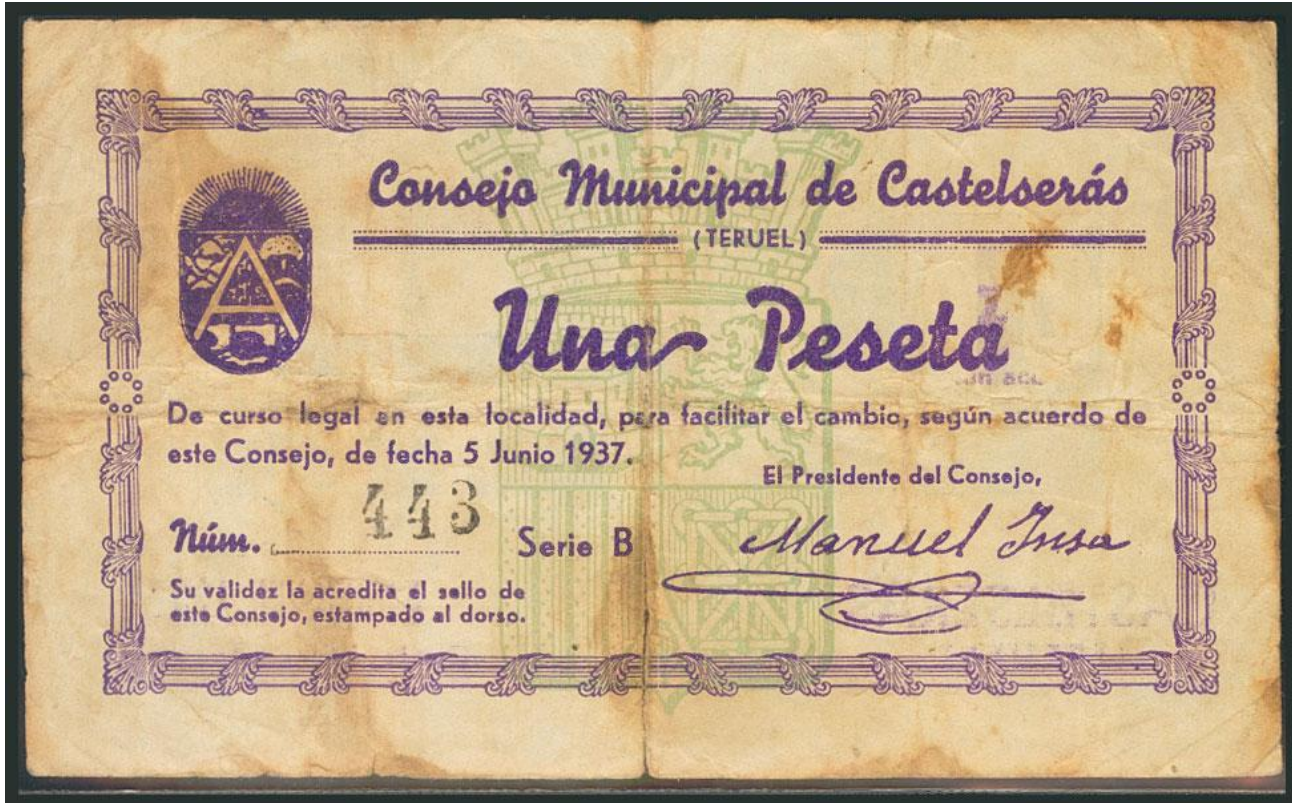 Consejo Municipal de Castelserás
(TERUEL)
Una Peseta
De curso legal en esta localidad, para facilitar el cambio, según acuerdo de
este Consejo, de fecha 5 Junio 1937.
El Presidente del Consejo,
Núm. 443 Serie B Manuel Insa
Su validez la acredita el sello de
este Consejo, estampado al dorso.